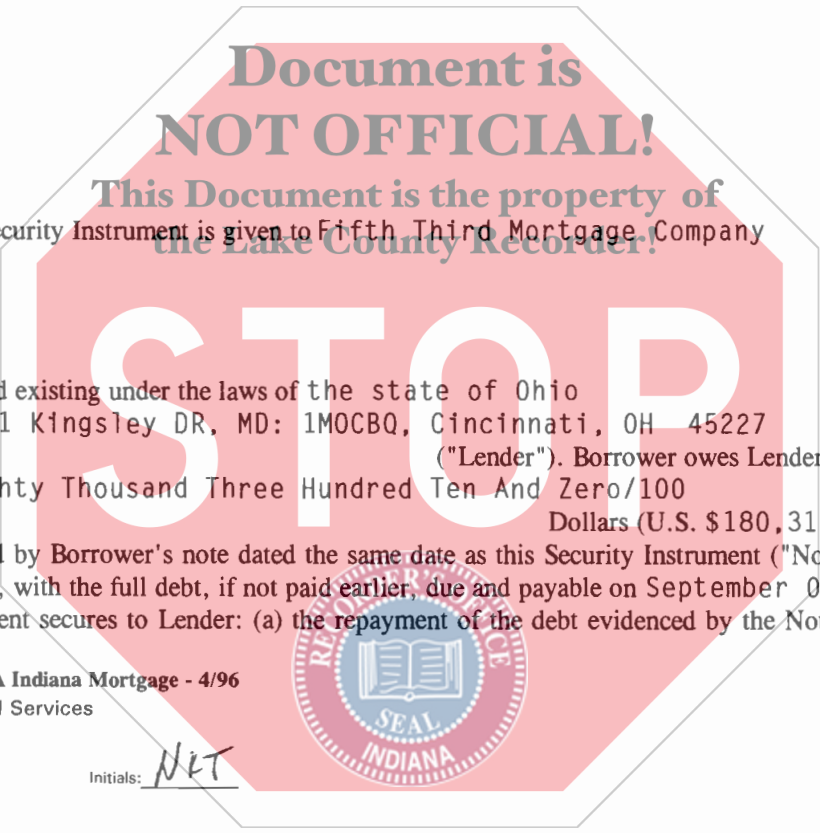 Document is
NOT OFFICIAL!
This Document is the property of
the Lake County Recorder!
curity Instrument is given to Fifth Third Mortgage Company
STOP
d existing under the laws of the state of Ohio
1 Kingsley DR, MD: 1MOCBQ, Cincinnati, OH 45227
("Lender"). Borrower owes Lender
hty Thousand Three Hundred Ten And Zero/100
Dollars (U.S. $180,31
d by Borrower's note dated the same date as this Security Instrument ("No
, with the full debt, if not paid earlier, due and payable on September 0
ent secures to Lender: (a) the repayment of the debt evidenced by the No
RECORDER'S OFFICE
SEAL
INDIANA
A Indiana Mortgage - 4/96
l Services
Initials: NKT